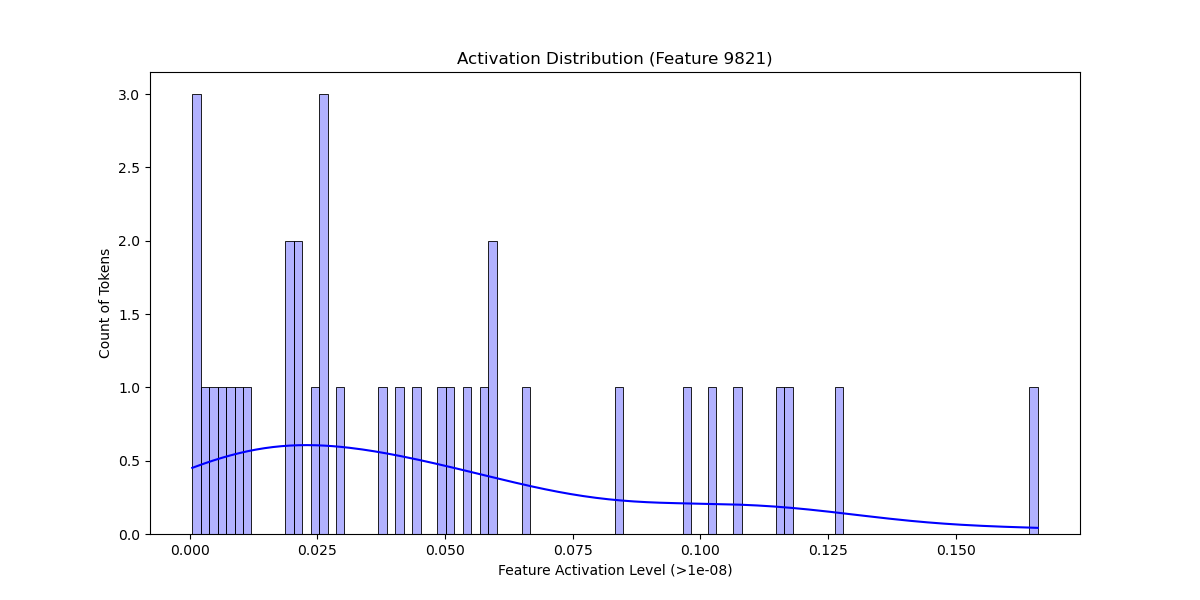 Activation Distribution (Feature 9821)
3.0
2.5
2.0
1.5
1.0
0.5
0.0
Count of Tokens
0.000 0.025 0.050 0.075 0.100 0.125 0.150
Feature Activation Level (>1e-08)